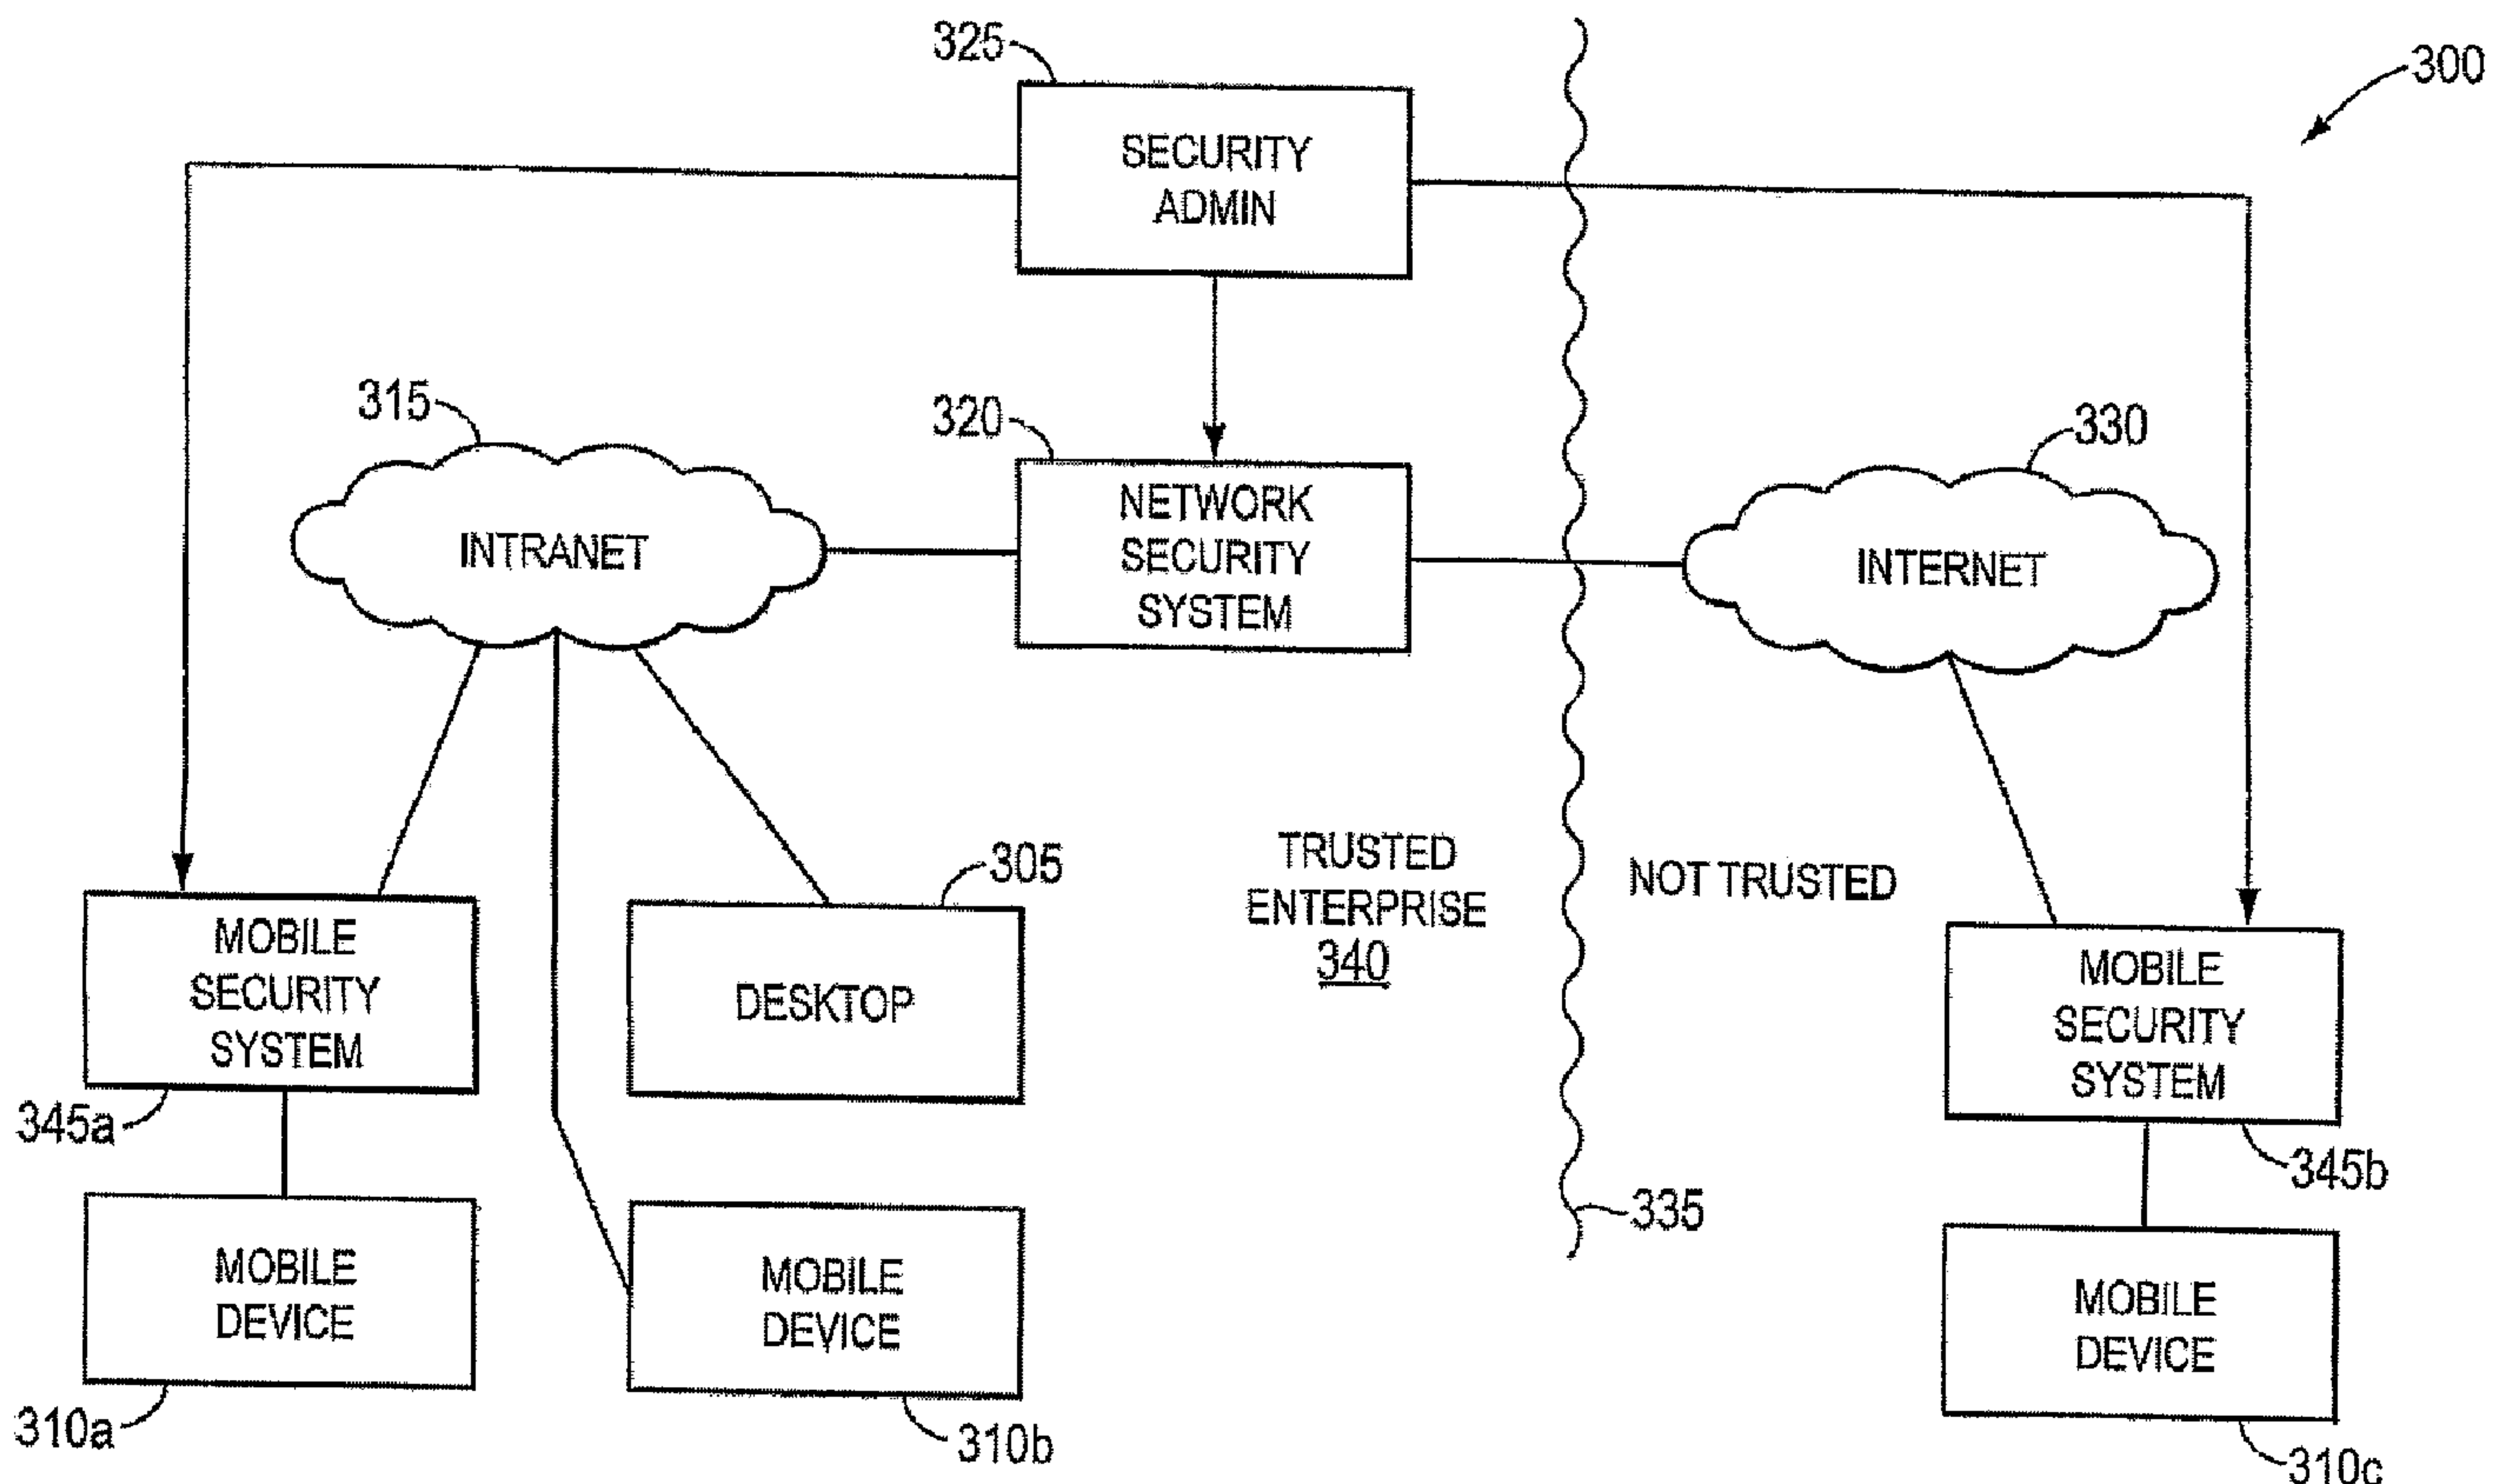 325
300
SECURITY
ADMIN
315
320
330
INTRANET
NETWORK
SECURITY
SYSTEM
INTERNET
305
TRUSTED
ENTERPRISE
340
NOT TRUSTED
MOBILE
SECURITY
SYSTEM
DESKTOP
MOBILE
SECURITY
SYSTEM
345a
345b
335
MOBILE
DEVICE
MOBILE
DEVICE
MOBILE
DEVICE
310a
310b
310c